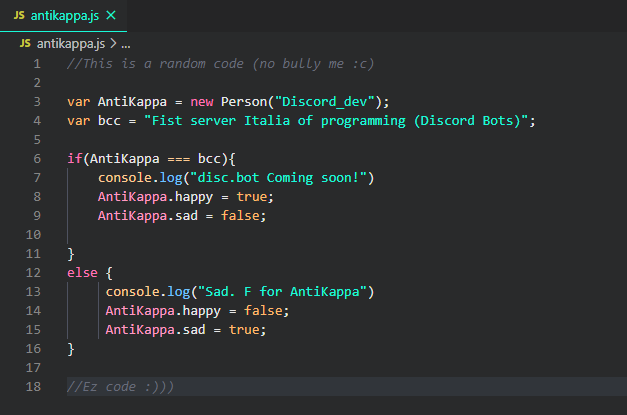 JS antikappa.js ×
JS antikappa.js > ...
1 //This is a random code (no bully me :c)
2
3 var AntiKappa = new Person("Discord_dev");
4 var bcc = "Fist server Italia of programming (Discord Bots)";
5
6 if(AntiKappa === bcc){
7 console.log("disc.bot Coming soon!")
8 AntiKappa.happy = true;
9 AntiKappa.sad = false;
10
11 }
12 else {
13 console.log("Sad. F for AntiKappa")
14 AntiKappa.happy = false;
15 AntiKappa.sad = true;
16 }
17
18 //Ez code :)))